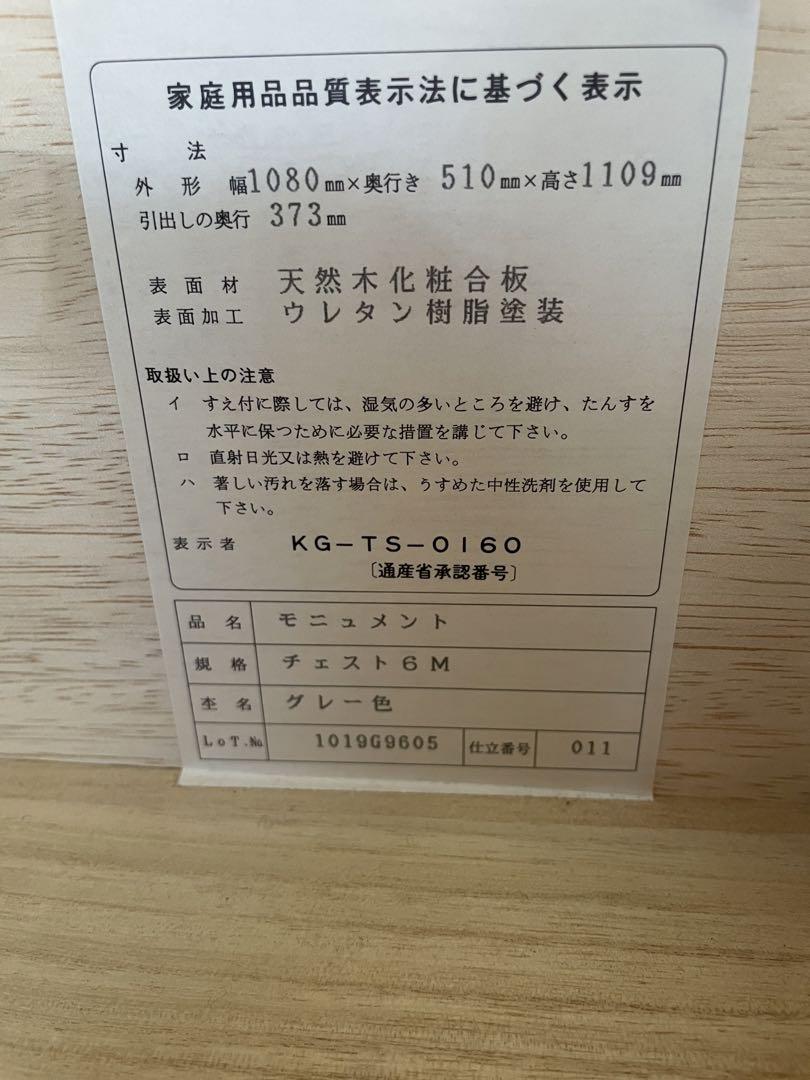 家庭用品品質表示法に基づく表示
寸法
外形 幅1080㎜×奥行き 510㎜×高さ1109㎜
引出しの奥行 373㎜
表面材 天然木化粧合板
表面加工 ウレタン樹脂塗装
取扱い上の注意
イ すえ付に際しては、湿気の多いところを避け、たんすを
水平に保つために必要な措置を講じて下さい。
ロ 直射日光又は熱を避けて下さい。
ハ 著しい汚れを落す場合は、うすめた中性洗剤を使用して
下さい。
表示者 KG-TS-0160
〔通産省承認番号〕
品名 モニュメント
規格 チェスト6M
杢名 グレー色
LoT.№ 1019G9605 仕立番号 011